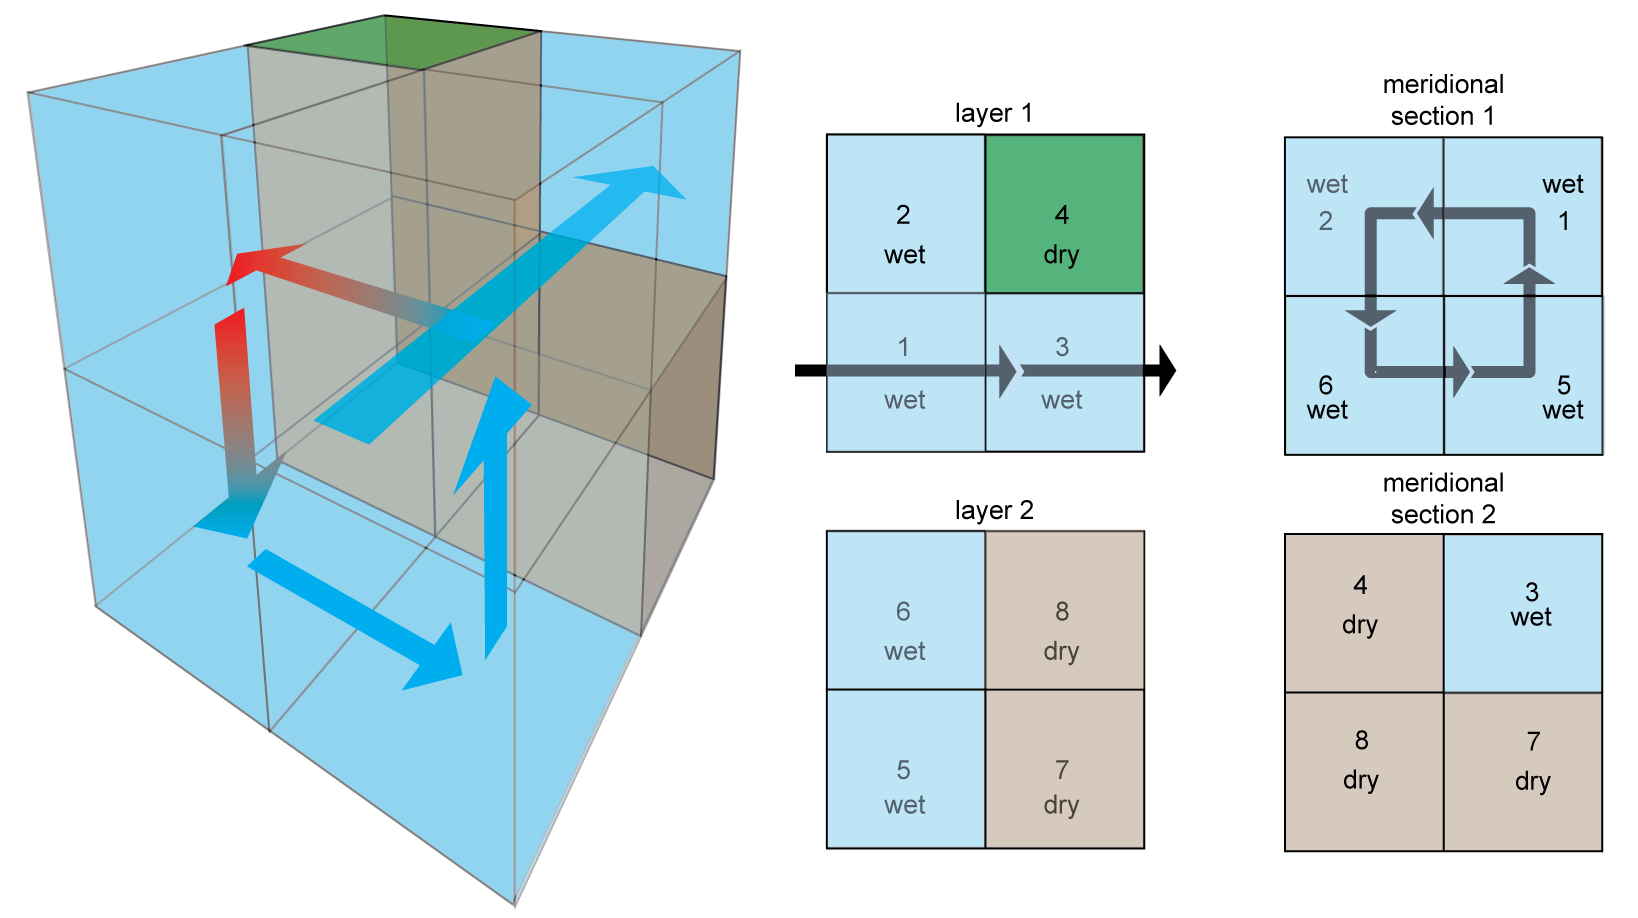 layer 1
2
wet
4
dry
1
wet
3
wet
layer 2
6
wet
8
dry
5
wet
7
dry
meridional
section 1
wet
2
wet
1
6
wet
5
wet
meridional
section 2
4
dry
3
wet
8
dry
7
dry